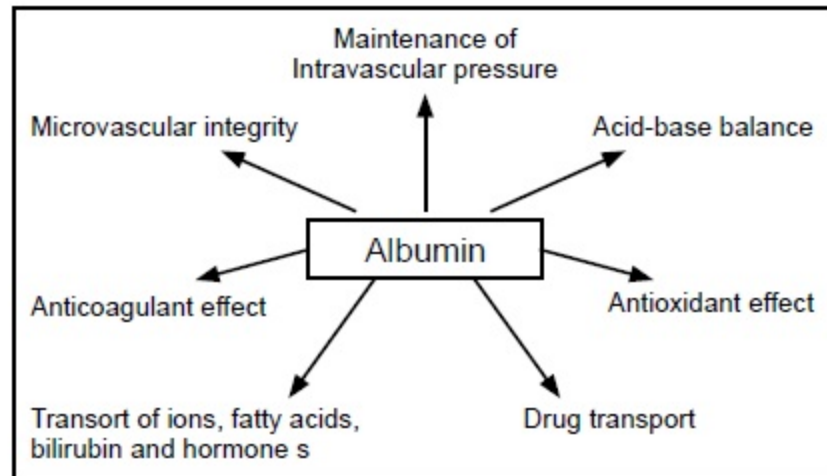 Maintenance of
Intravascular pressure
Microvascular integrity
Acid-base balance
Albumin
Anticoagulant effect
Antioxidant effect
Transort of ions, fatty acids,
bilirubin and hormone s
Drug transport